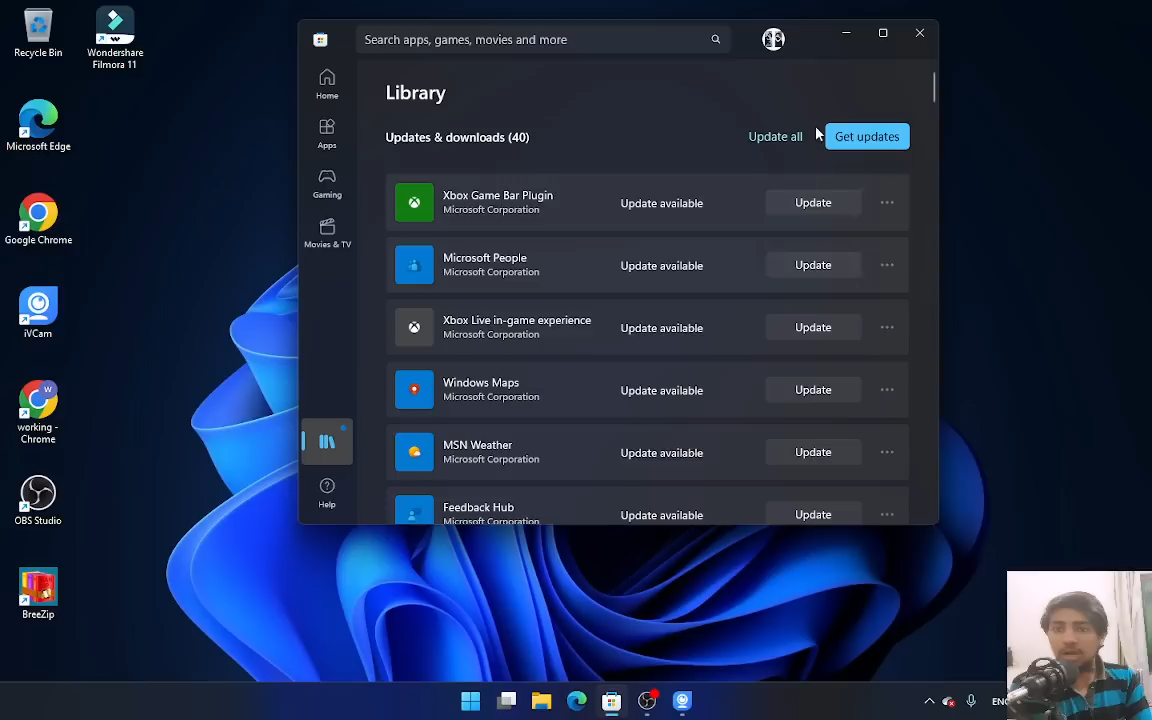 Recycle Bin
Wondershare
Filmora 11
Microsoft Edge
Google Chrome
iVCam
working -
Chrome
OBS Studio
BreeZip
Search apps, games, movies and more
Home
Apps
Gaming
Movies & TV
Help
Library
Updates & downloads (40)
Update all
Get updates
Xbox Game Bar Plugin
Microsoft Corporation
Update available
Update
Microsoft People
Microsoft Corporation
Update available
Update
Xbox Live in-game experience
Microsoft Corporation
Update available
Update
Windows Maps
Microsoft Corporation
Update available
Update
MSN Weather
Microsoft Corporation
Update available
Update
Feedback Hub
Microsoft Corporation
Update available
Update